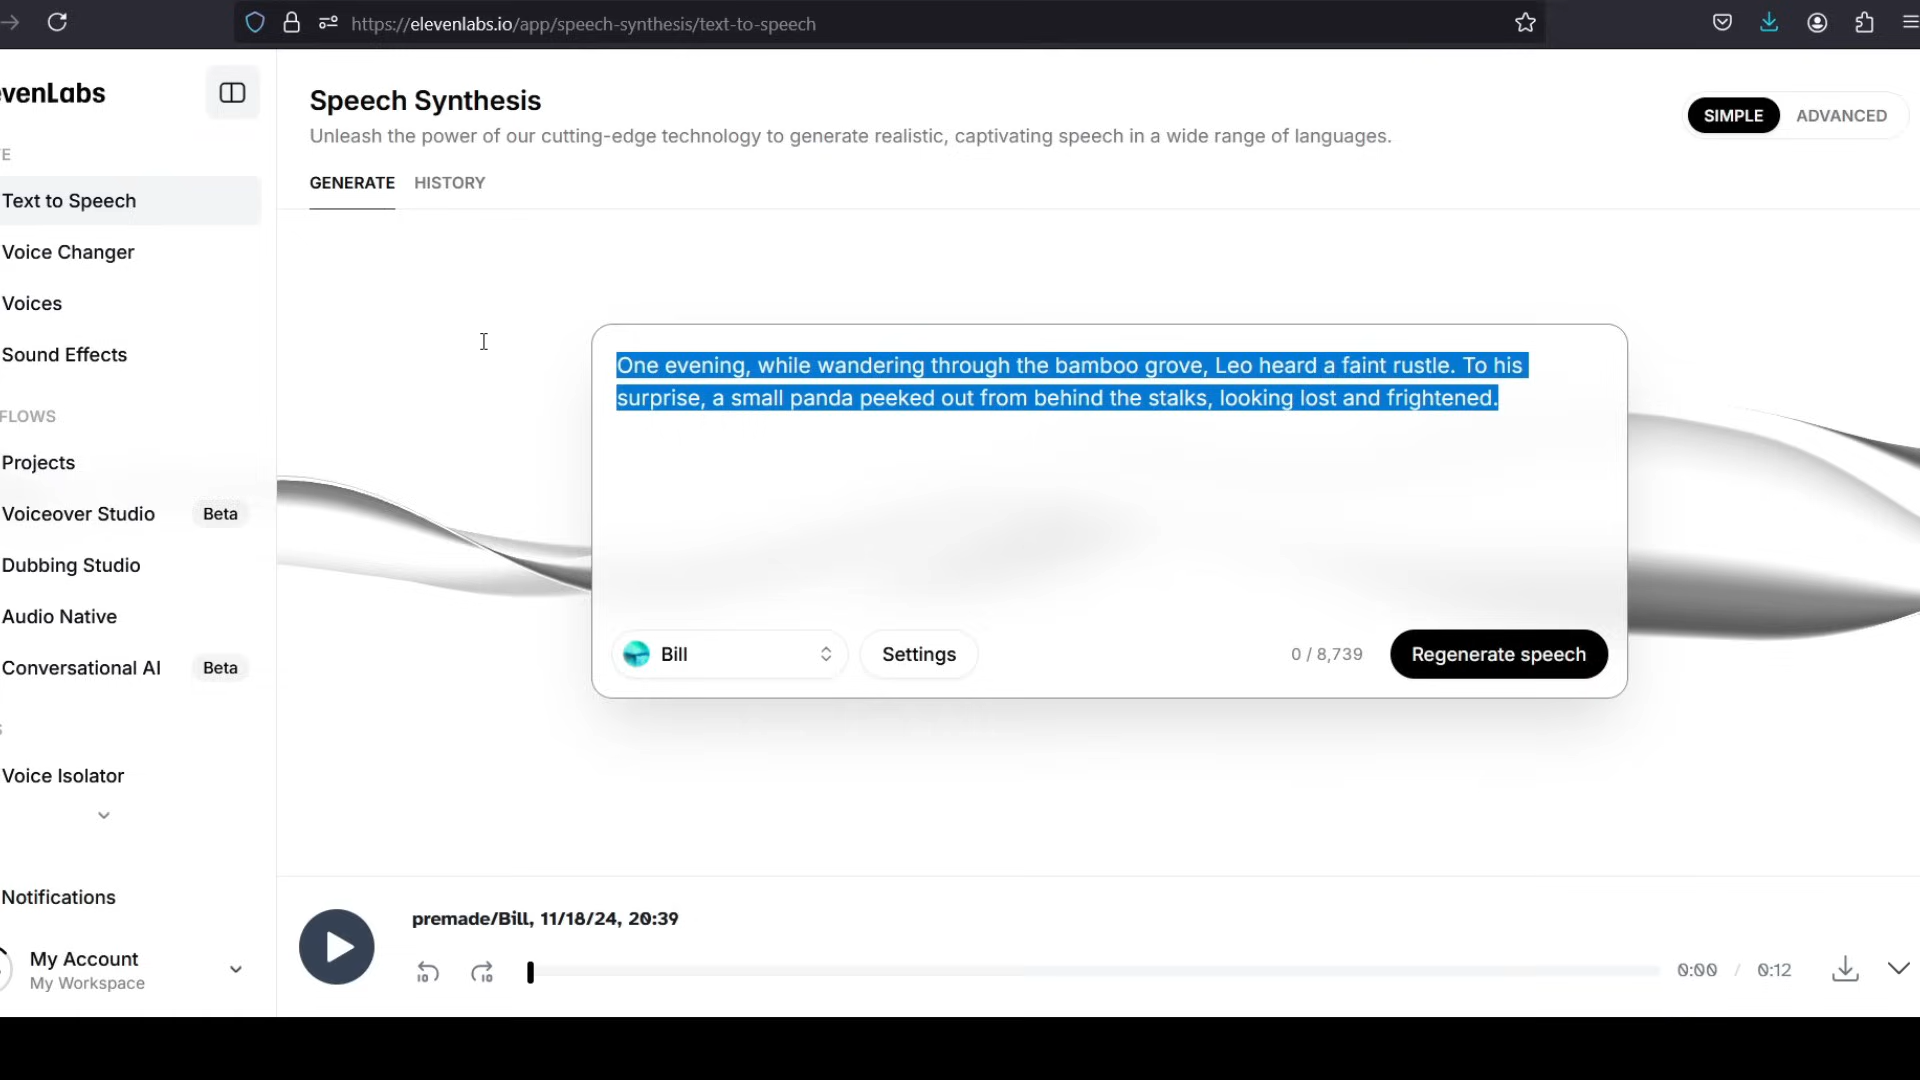 https://elevenlabs.io/app/speech-synthesis/text-to-speech
evenLabs
Speech Synthesis
Unleash the power of our cutting-edge technology to generate realistic, captivating speech in a wide range of languages.
SIMPLE ADVANCED
GENERATE HISTORY
TE
Text to Speech
Voice Changer
Voices
Sound Effects
FLOWS
Projects
Voiceover Studio Beta
Dubbing Studio
Audio Native
Conversational AI Beta
S
Voice Isolator
Notifications
My Account
My Workspace
One evening, while wandering through the bamboo grove, Leo heard a faint rustle. To his
surprise, a small panda peeked out from behind the stalks, looking lost and frightened.
Bill Settings 0 / 8,739 Regenerate speech
premade/Bill, 11/18/24, 20:39
10 10 0:00 / 0:12